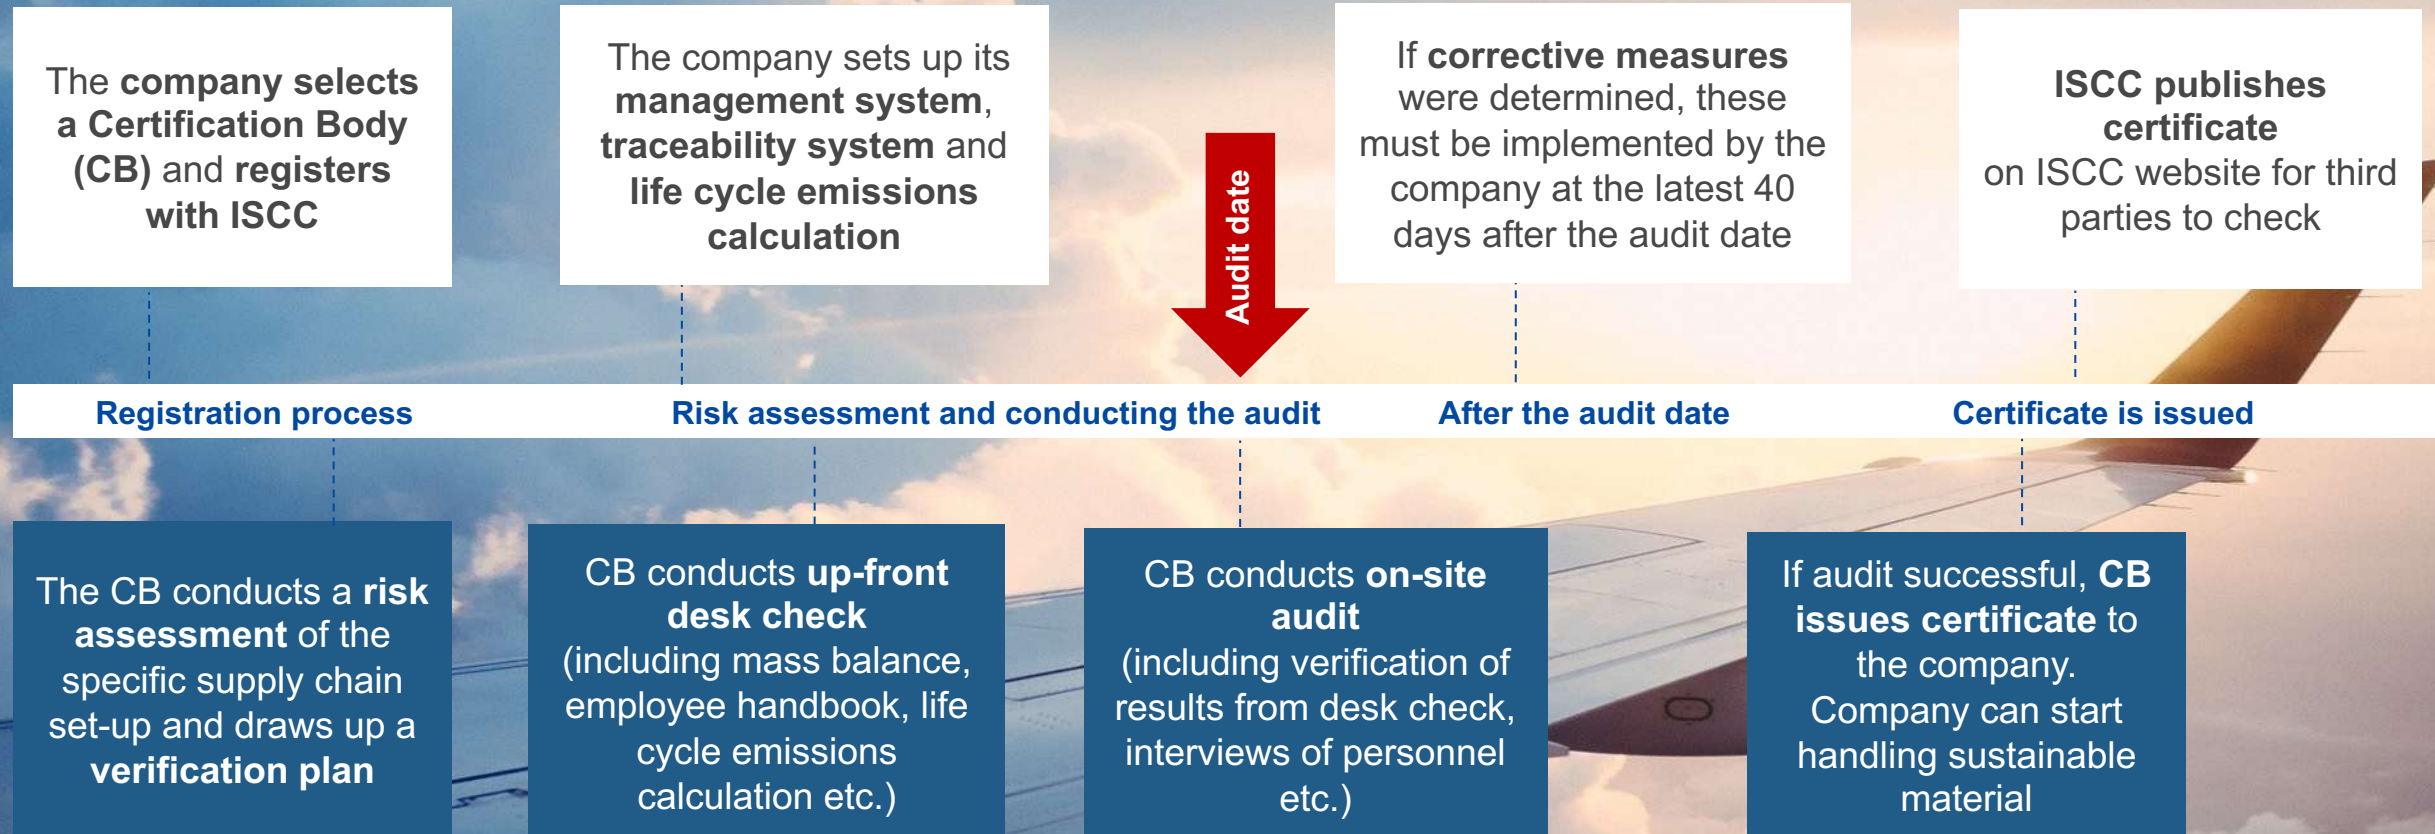 The company selects
a Certification Body
(CB) and registers
with ISCC
The company sets up its
management system,
traceability system and
life cycle emissions
calculation
Audit date
If corrective measures
were determined, these
must be implemented by the
company at the latest 40
days after the audit date
ISCC publishes
certificate
on ISCC website for third
parties to check
Registration process
Risk assessment and conducting the audit
After the audit date
Certificate is issued
The CB conducts a risk
assessment of the
specific supply chain
set-up and draws up a
verification plan
CB conducts up-front
desk check
(including mass balance,
employee handbook, life
cycle emissions
calculation etc.)
CB conducts on-site
audit
(including verification of
results from desk check,
interviews of personnel
etc.)
If audit successful, CB
issues certificate to
the company.
Company can start
handling sustainable
material